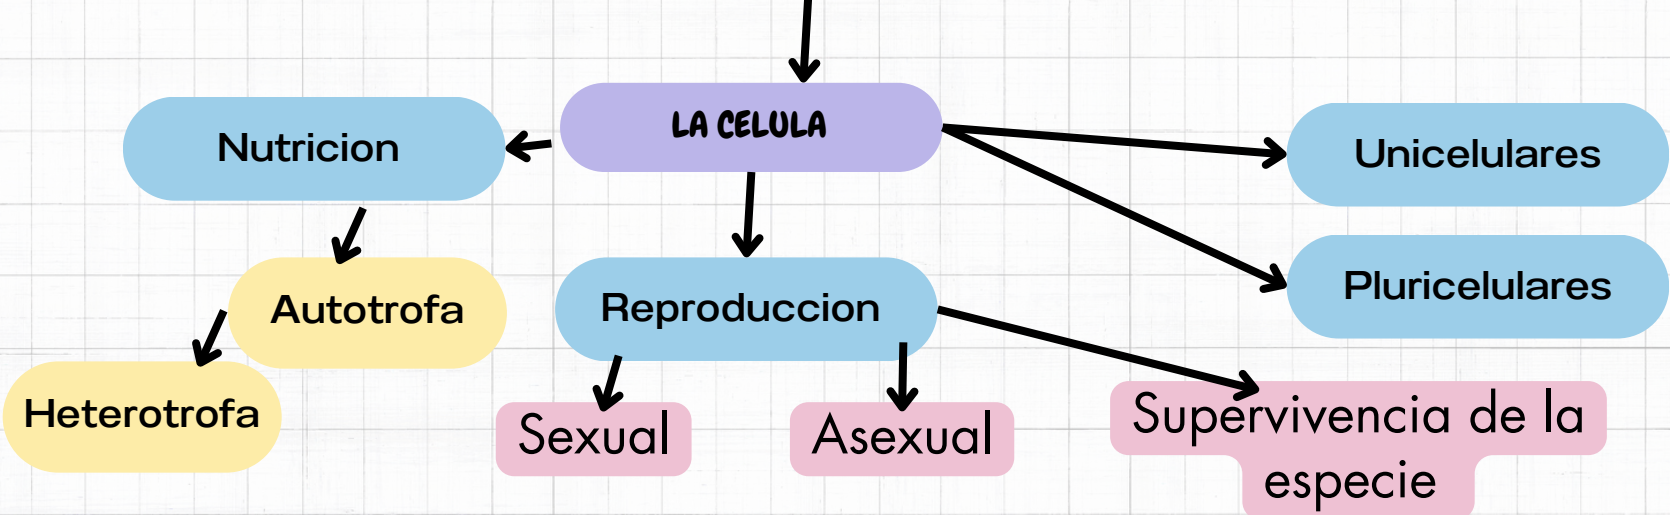 LA CELULA
Nutricion
Unicelulares
Pluricelulares
Autotrofa
Reproduccion
Heterotrofa
Sexual
Asexual
Supervivencia de la
especie